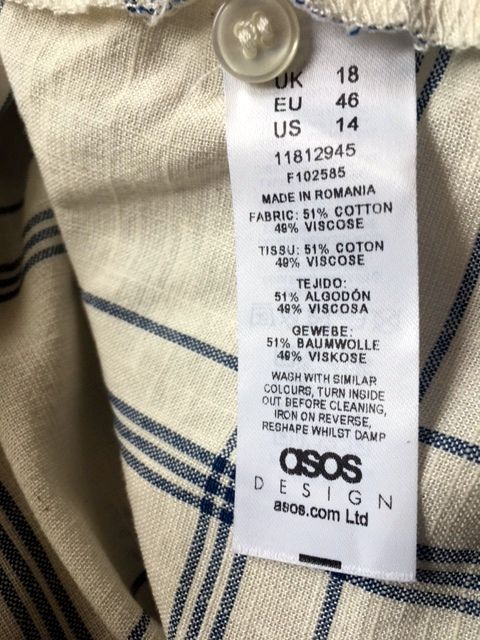 UK 18
EU 46
US 14
11812945
F102585
MADE IN ROMANIA
FABRIC: 51% COTTON
49% VISCOSE
TISSU: 51% COTON
49% VISCOSE
TEJIDO:
51% ALGODÓN
49% VISCOSA
GEWEBE:
51% BAUMWOLLE
49% VISKOSE
WASH WITH SIMILAR
COLOURS, TURN INSIDE
OUT BEFORE CLEANING,
IRON ON REVERSE,
RESHAPE WHILST DAMP
asos
DESIGN
asos.com Ltd